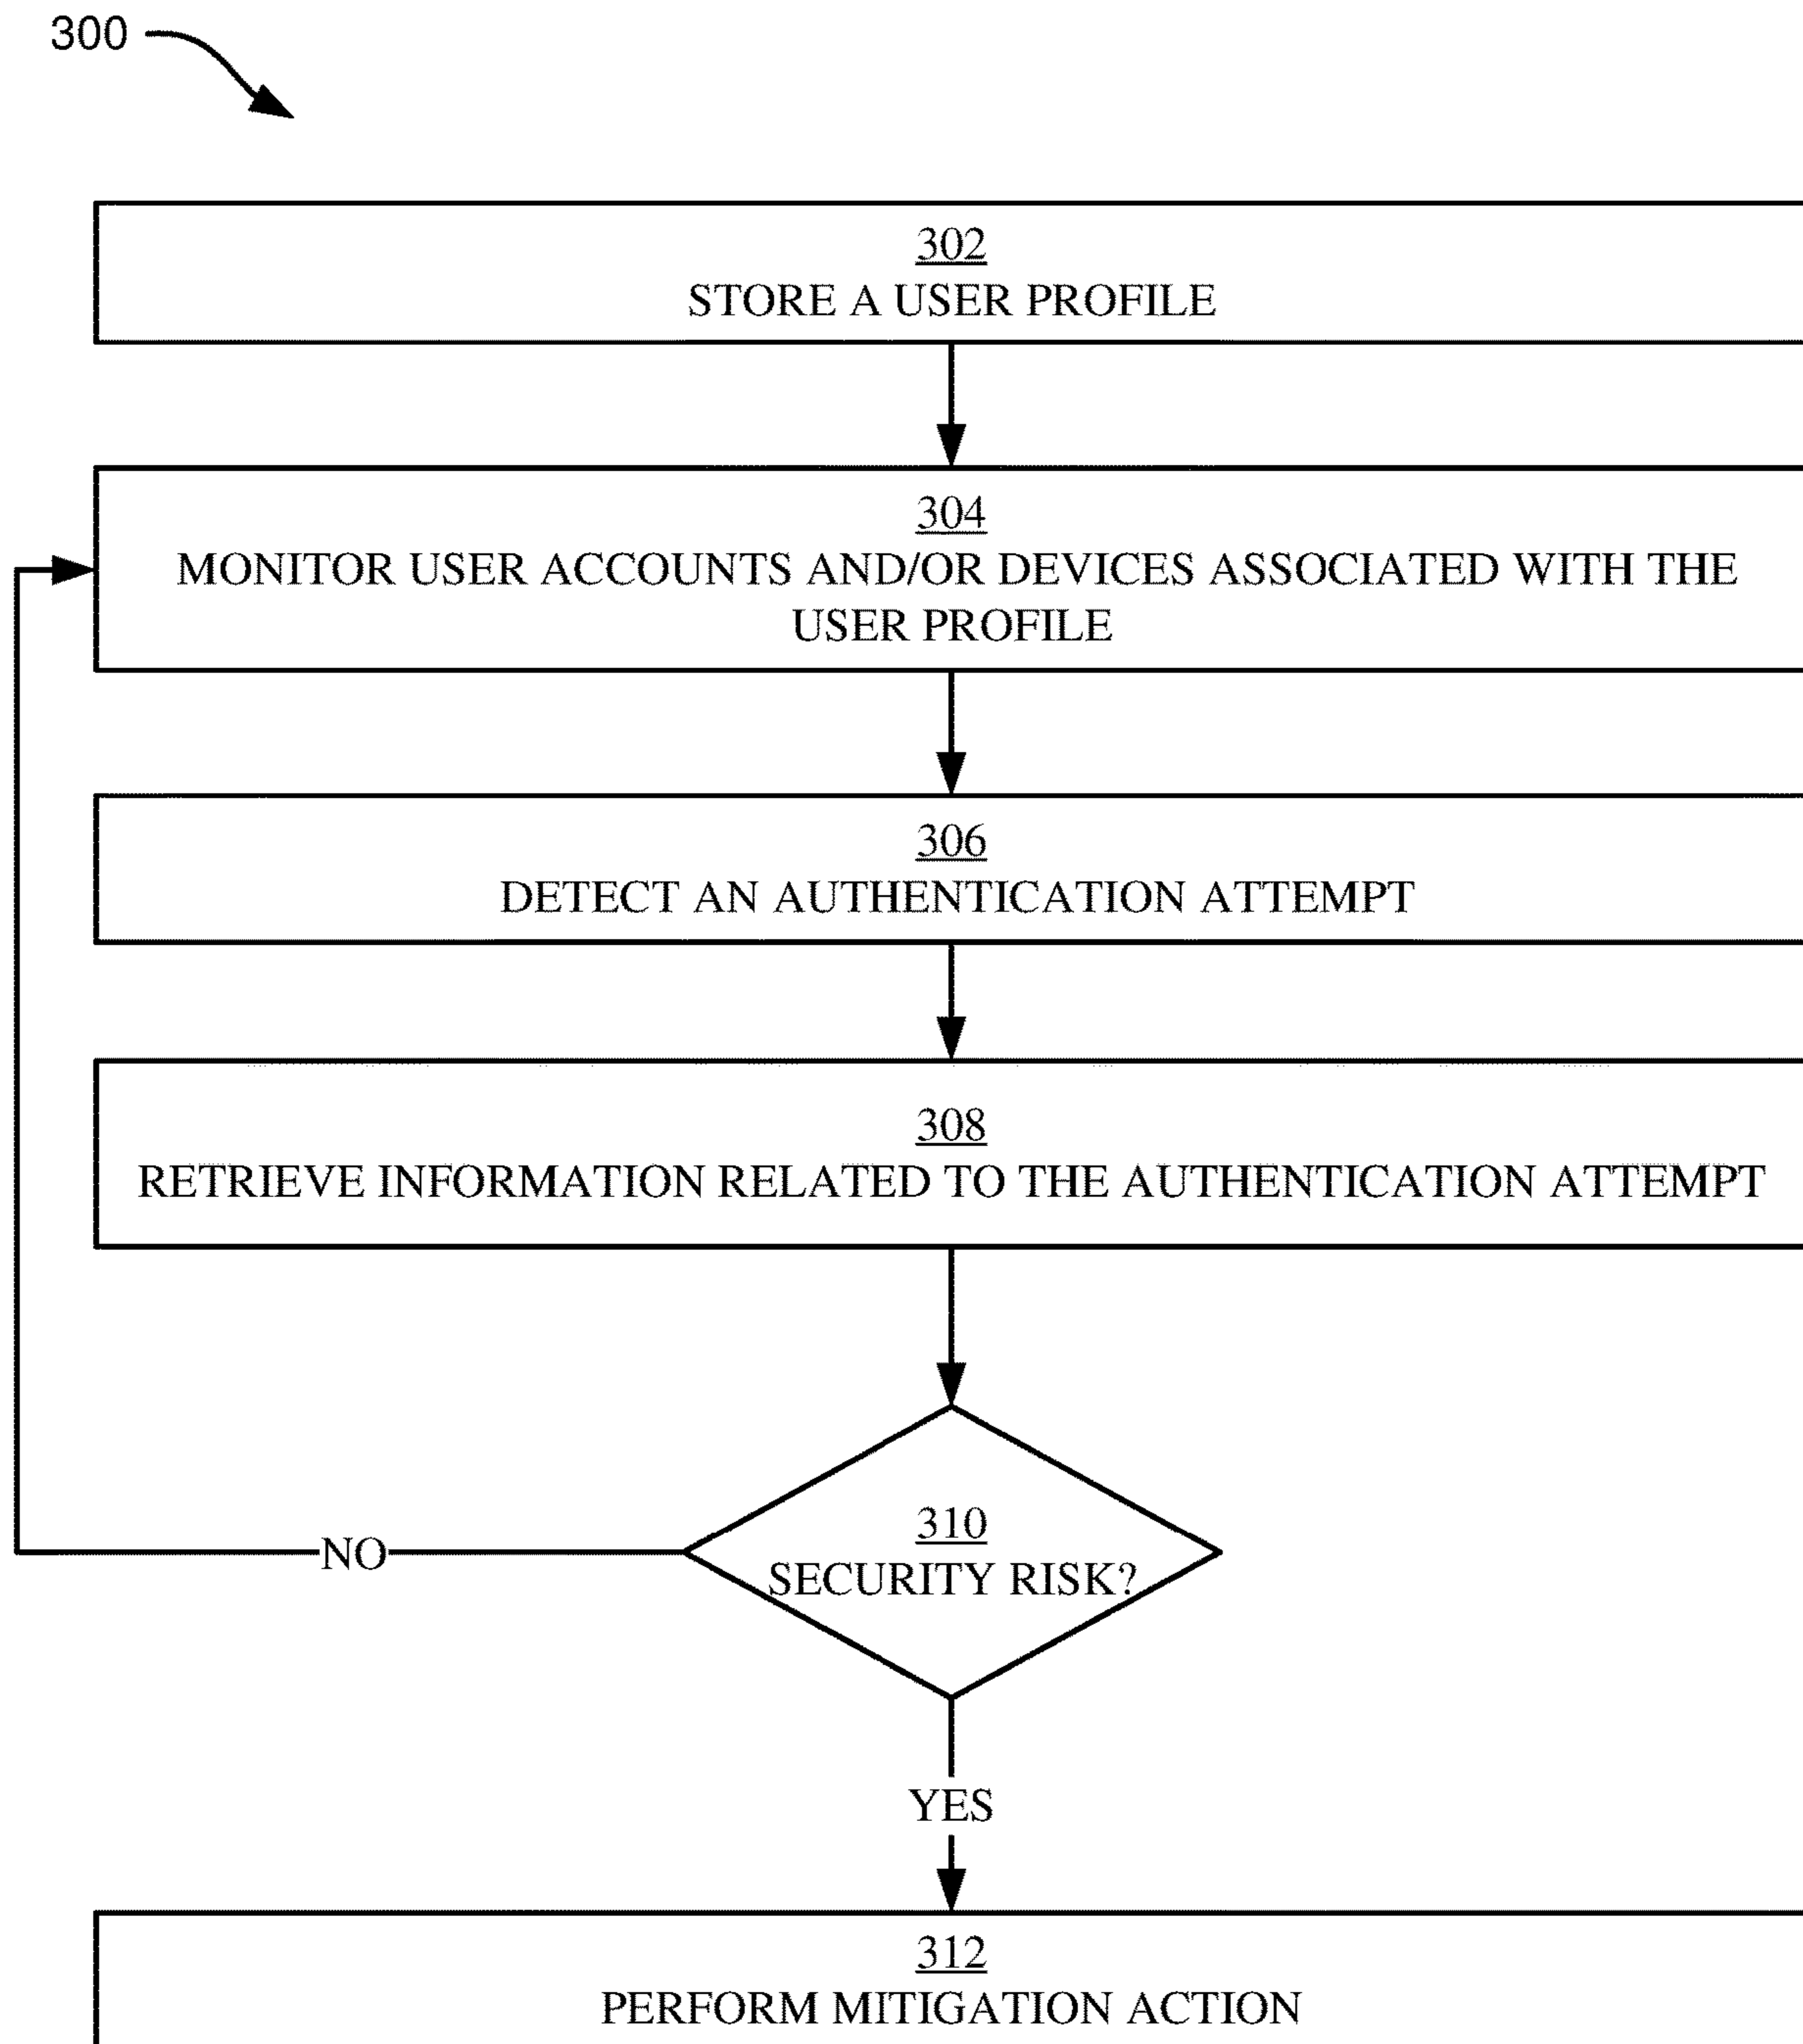 300
302
STORE A USER PROFILE
304
MONITOR USER ACCOUNTS AND/OR DEVICES ASSOCIATED WITH THE
USER PROFILE
306
DETECT AN AUTHENTICATION ATTEMPT
308
RETRIEVE INFORMATION RELATED TO THE AUTHENTICATION ATTEMPT
310
SECURITY RISK?
NO
YES
312
PERFORM MITIGATION ACTION